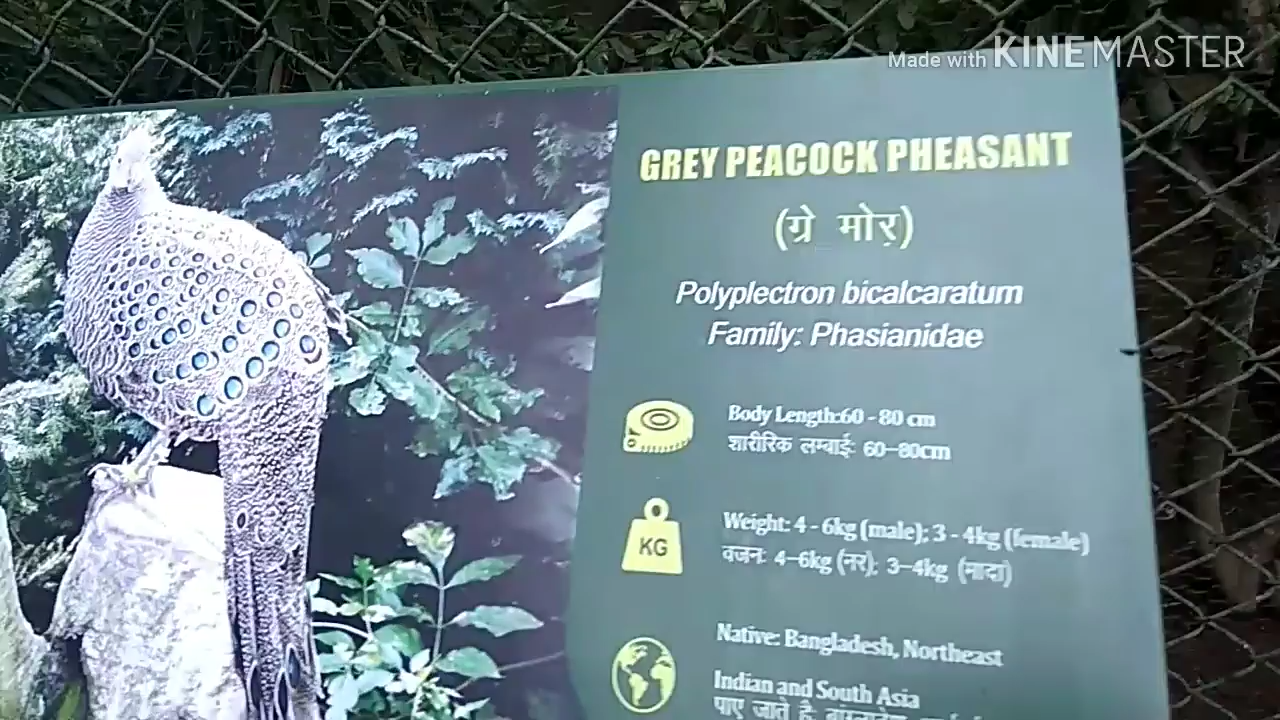 Made with KINEMASTER
GREY PEACOCK PHEASANT
(ग्रे मोर)
Polyplectron bicalcaratum
Family: Phasianidae
Body Length:60 - 80 cm
शारीरिक लम्बाई: 60-80cm
KG
Weight: 4 - 6kg (male); 3 - 4kg (female)
वजन: 4-6kg (नर); 3-4kg (मादा)
Native: Bangladesh, Northeast
Indian and South Asia
पाए जाते है: बांग्लादेश,